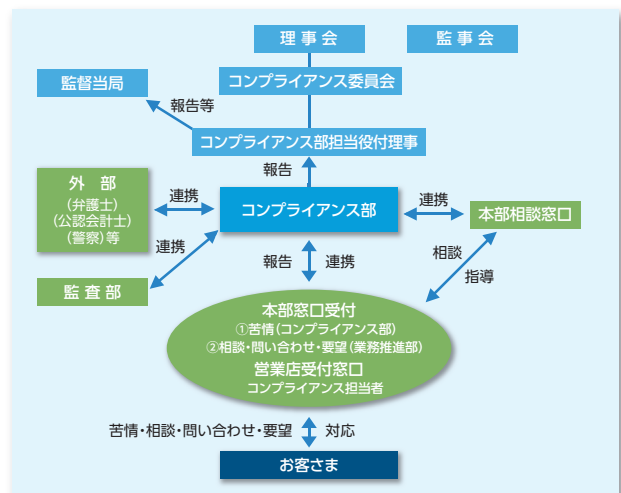 理事会
監事会
監督当局
コンプライアンス委員会
報告等
コンプライアンス部担当役付理事
報告
外　部
(弁護士)
(公認会計士)
(警察)等
連携
コンプライアンス部
連携
本部相談窓口
連携
監査部
報告
連携
相談
指導
本部窓口受付
①苦情(コンプライアンス部)
②相談・問い合わせ・要望(業務推進部)
営業店受付窓口
コンプライアンス担当者
苦情・相談・問い合わせ・要望
対応
お客さま